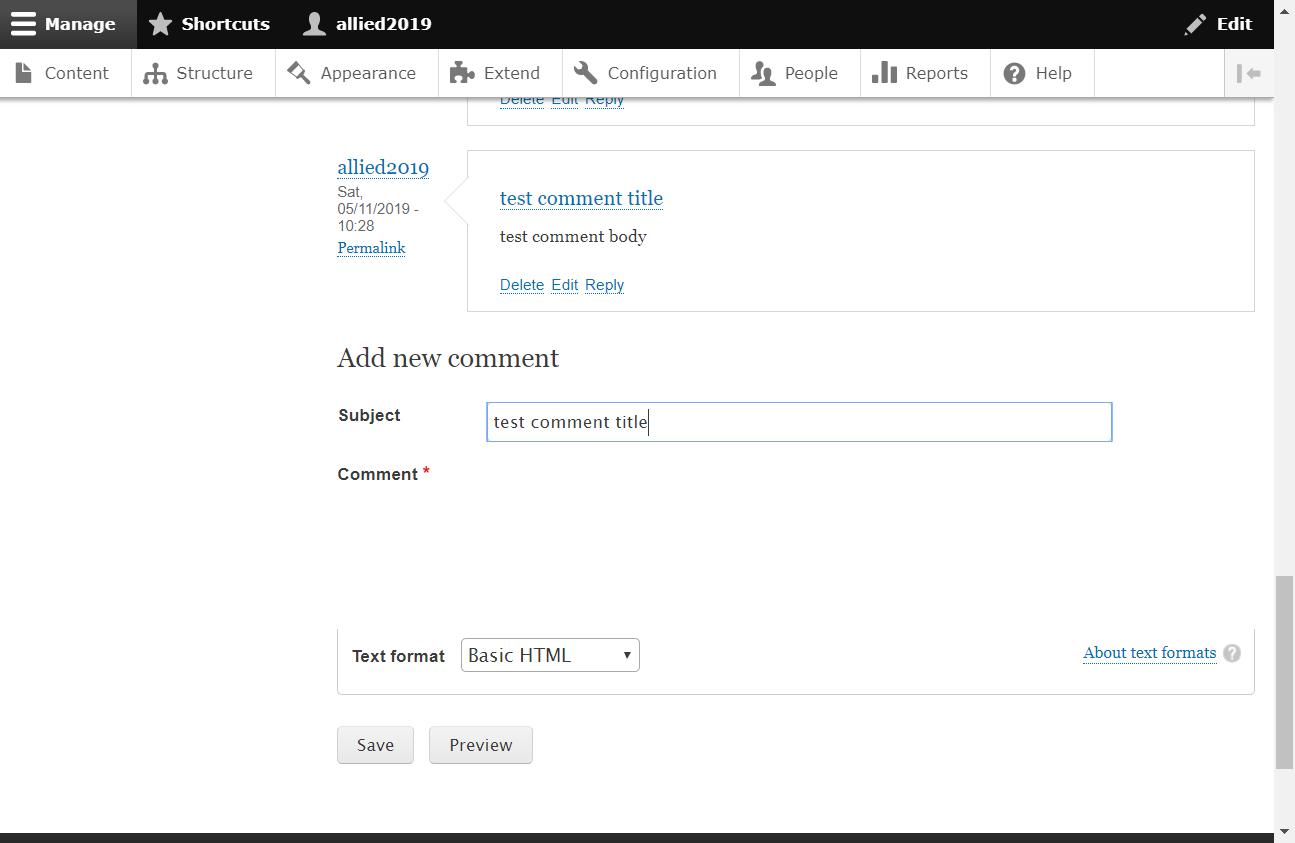 Manage Shortcuts allied2019 Edit
Content Structure Appearance Extend Configuration People Reports Help
Delete Edit Reply
allied2019
Sat,
05/11/2019 -
10:28
Permalink
test comment title
test comment body
Delete Edit Reply
Add new comment
Subject test comment title
Comment *
Text format Basic HTML About text formats ?
Save Preview